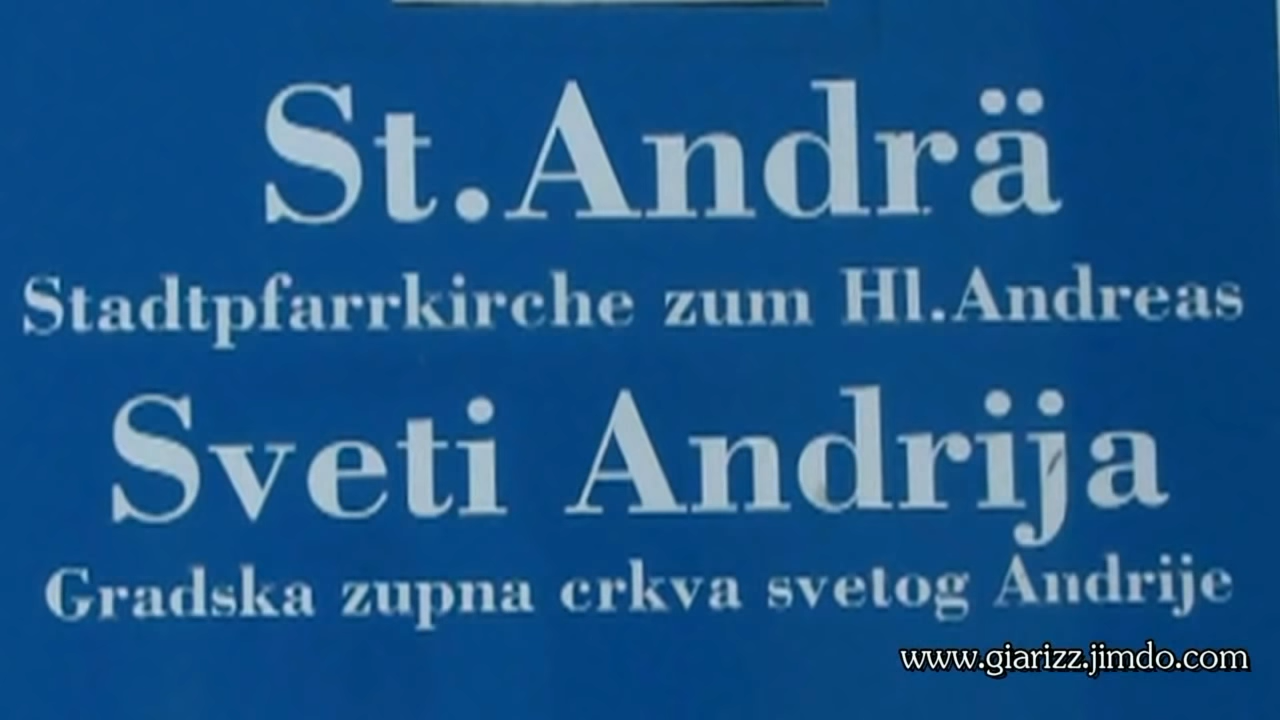 St.Andrä
Stadtpfarrkirche zum Hl.Andreas
Sveti Andrija
Gradska zupna crkva svetog Andrije
www.giarizz.jimdo.com